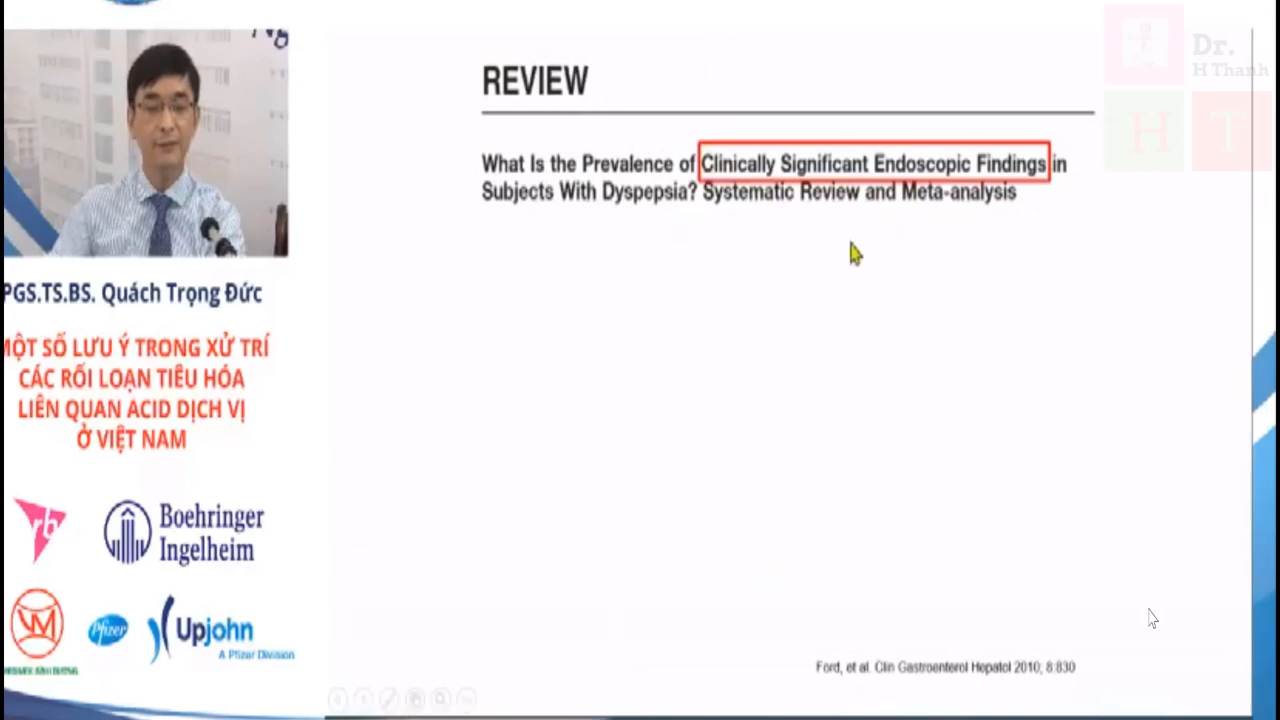 Ng
Dr.
H Thanh
H T
REVIEW
What Is the Prevalence of Clinically Significant Endoscopic Findings in
Subjects With Dyspepsia? Systematic Review and Meta-analysis
PGS.TS.BS. Quách Trọng Đức
MỘT SỐ LƯU Ý TRONG XỬ TRÍ
CÁC RỐI LOẠN TIÊU HÓA
LIÊN QUAN ACID DỊCH VỊ
Ở VIỆT NAM
rb
Boehringer
Ingelheim
Pfizer
Upjohn
A Pfizer Division
Ford, et al. Clin Gastroenterol Hepatol 2010; 8:830